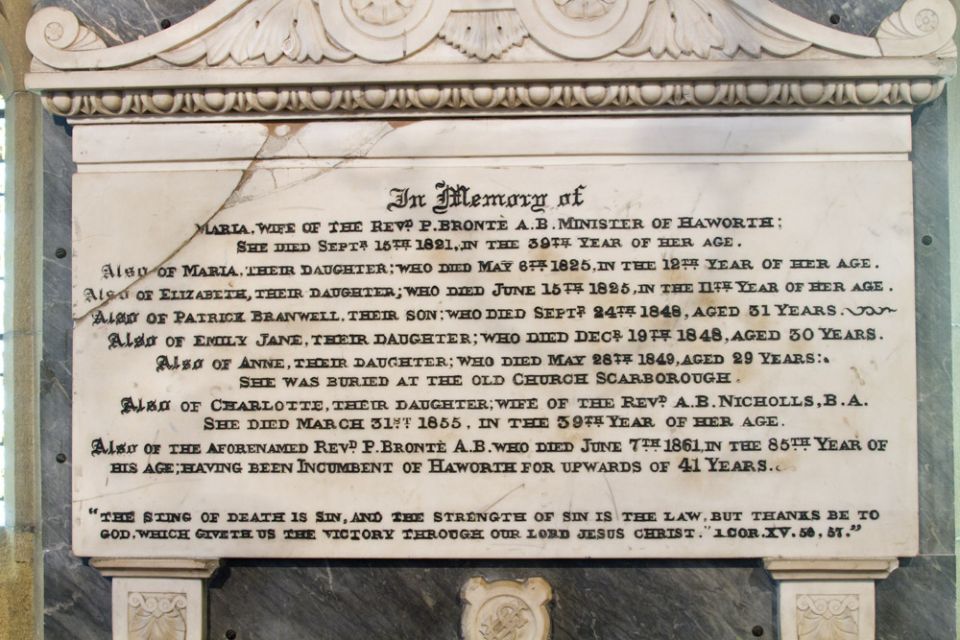 In Memory of
MARIA, WIFE OF THE REVD P. BRONTË A.B. MINISTER OF HAWORTH;
SHE DIED SEPTR 15TH 1821, IN THE 39TH YEAR OF HER AGE.
Also OF MARIA, THEIR DAUGHTER; WHO DIED MAY 6TH 1825, IN THE 12TH YEAR OF HER AGE.
Also OF ELIZABETH, THEIR DAUGHTER; WHO DIED JUNE 15TH 1825, IN THE 11TH YEAR OF HER AGE.
Also OF PATRICK BRANWELL, THEIR SON; WHO DIED SEPTR 24TH 1848, AGED 31 YEARS.
Also OF EMILY JANE, THEIR DAUGHTER; WHO DIED DECR 19TH 1848, AGED 30 YEARS.
Also OF ANNE, THEIR DAUGHTER; WHO DIED MAY 28TH 1849, AGED 29 YEARS:
SHE WAS BURIED AT THE OLD CHURCH SCARBOROUGH.
Also OF CHARLOTTE, THEIR DAUGHTER; WIFE OF THE REVD A.B. NICHOLLS, B.A.
SHE DIED MARCH 31ST 1855, IN THE 39TH YEAR OF HER AGE.
Also OF THE AFORENAMED REVD P. BRONTË A.B. WHO DIED JUNE 7TH 1861, IN THE 85TH YEAR OF
HIS AGE; HAVING BEEN INCUMBENT OF HAWORTH FOR UPWARDS OF 41 YEARS.
"THE STING OF DEATH IS SIN, AND THE STRENGTH OF SIN IS THE LAW, BUT THANKS BE TO
GOD, WHICH GIVETH US THE VICTORY THROUGH OUR LORD JESUS CHRIST." 1.COR.XV.56, 57."